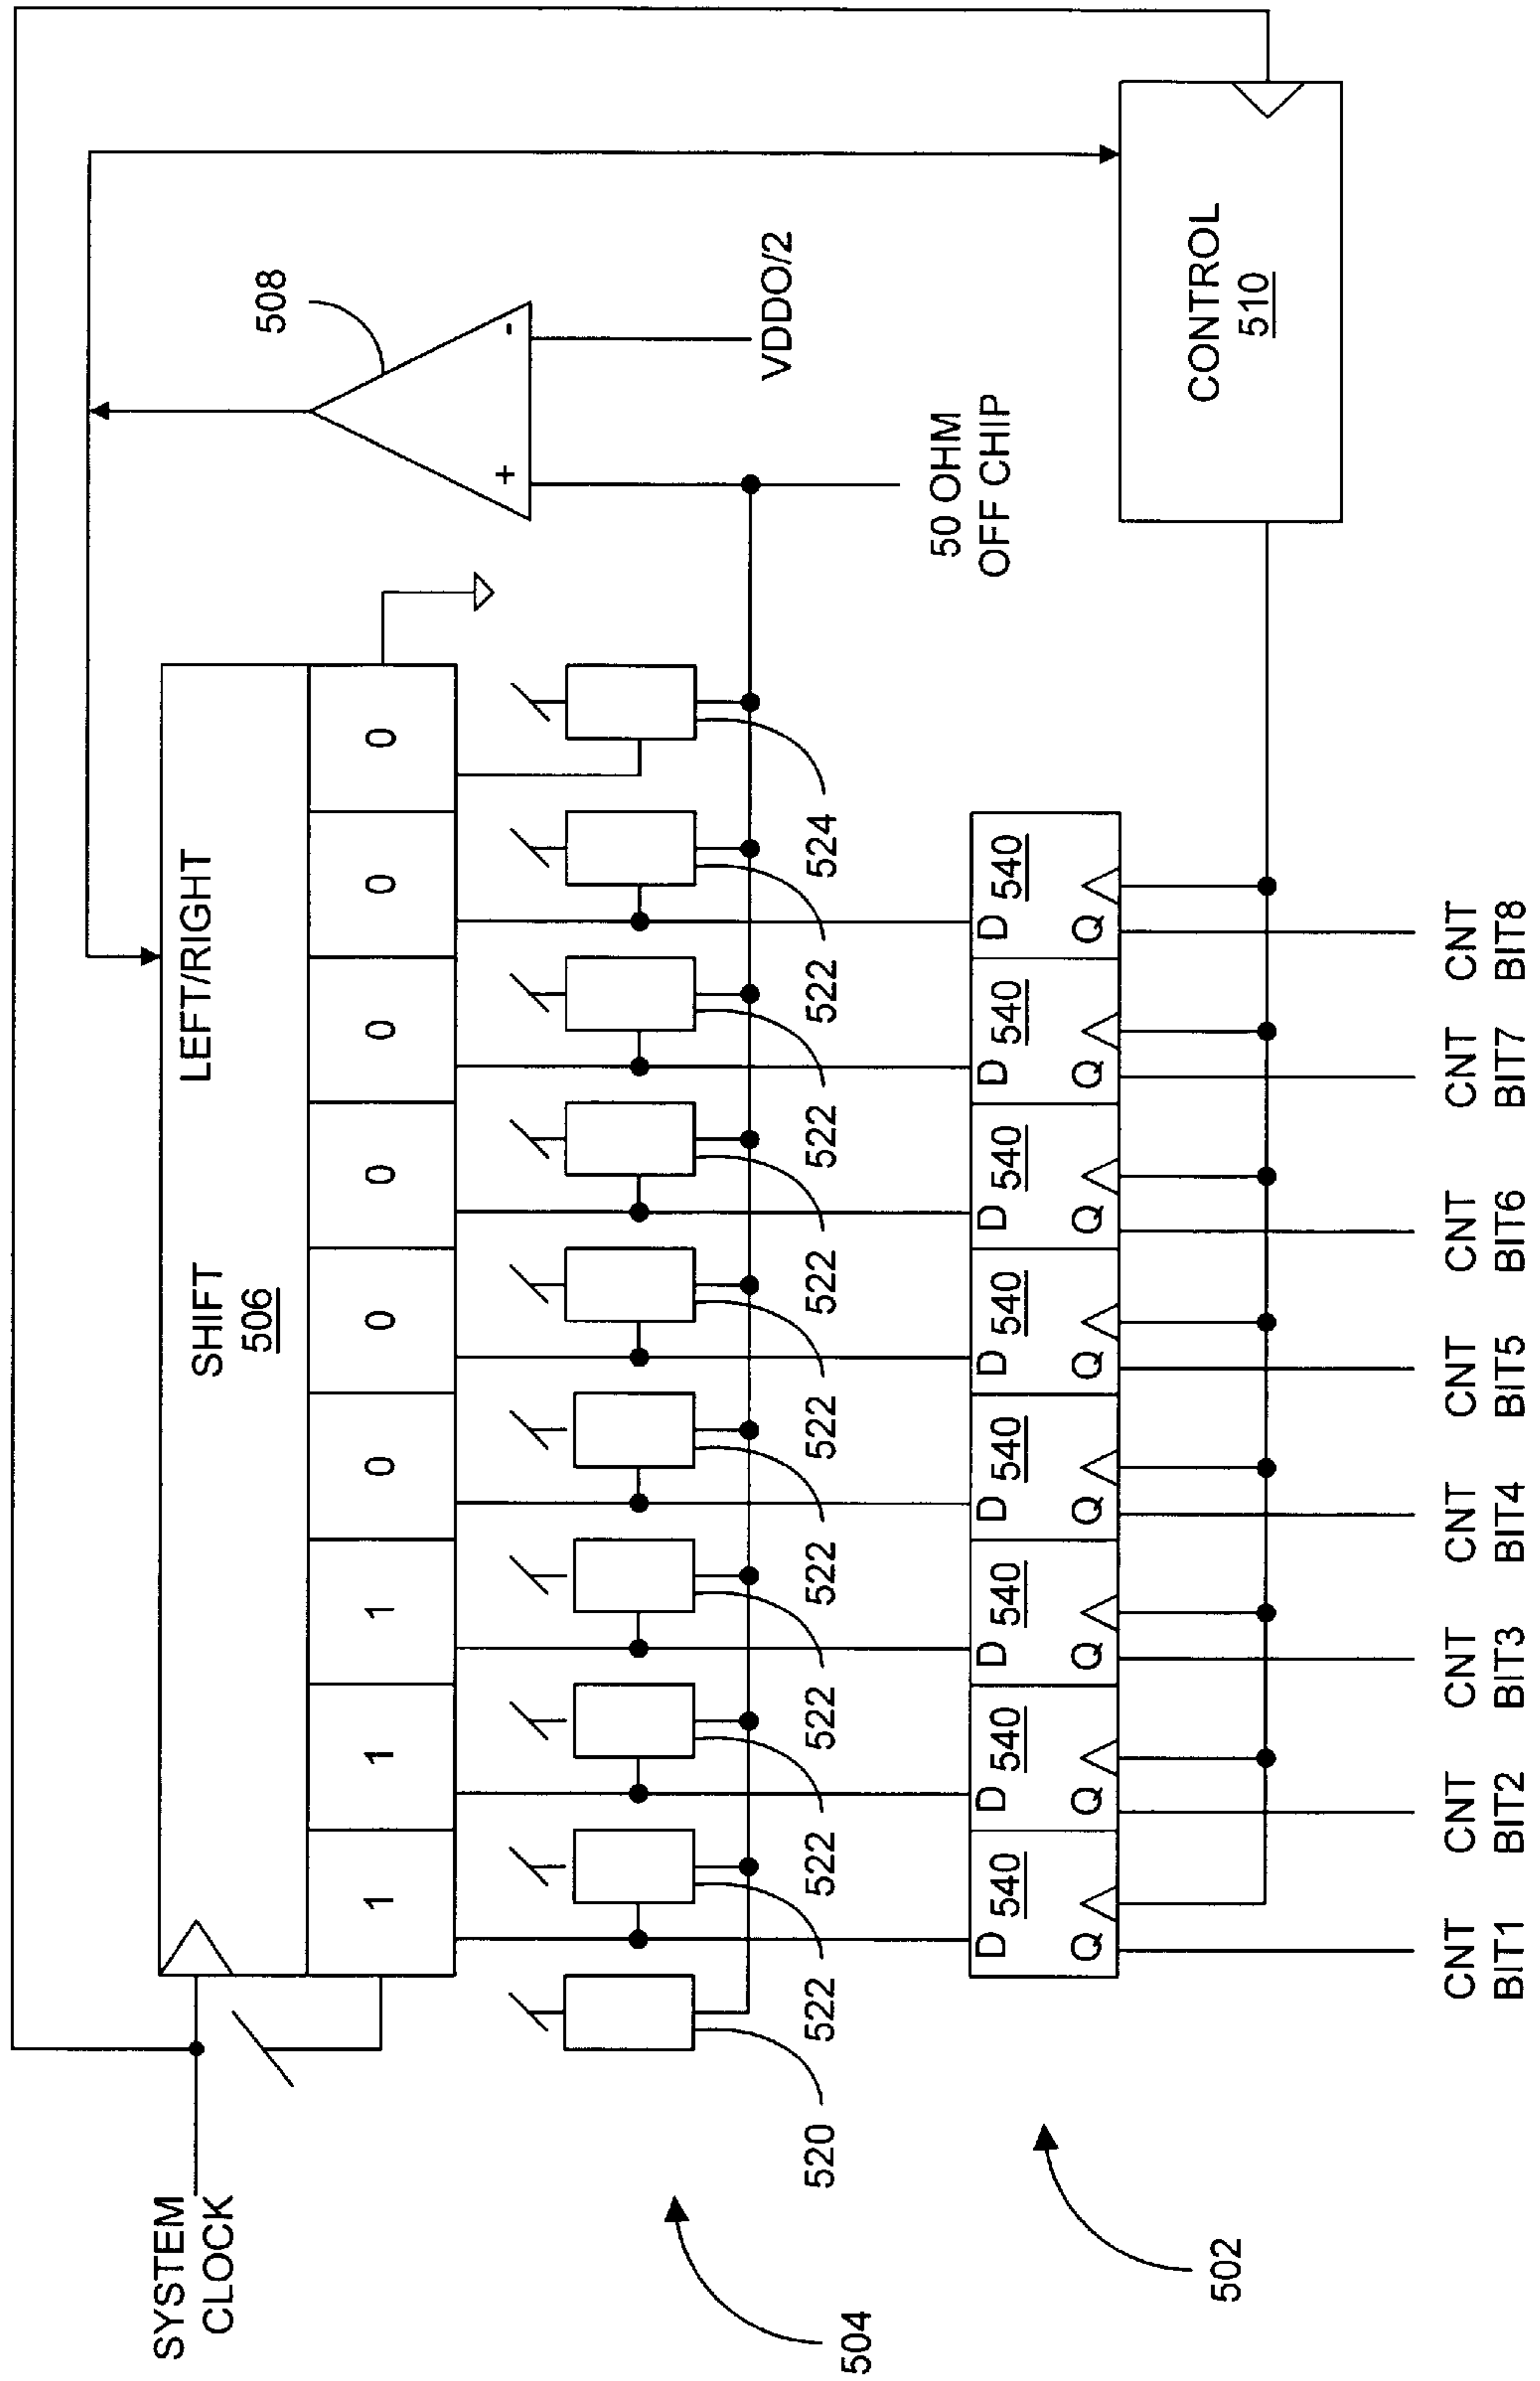 SYSTEM
CLOCK
SHIFT
506
LEFT/RIGHT
1
1
1
0
0
0
0
0
0
508
+
-
VDDO/2
50 OHM
OFF CHIP
520
522
522
522
522
522
522
522
522
524
504
502
D
540
Q
D
540
Q
D
540
Q
D
540
Q
D
540
Q
D
540
Q
D
540
Q
D
540
Q
CONTROL
510
CNT
BIT1
CNT
BIT2
CNT
BIT3
CNT
BIT4
CNT
BIT5
CNT
BIT6
CNT
BIT7
CNT
BIT8